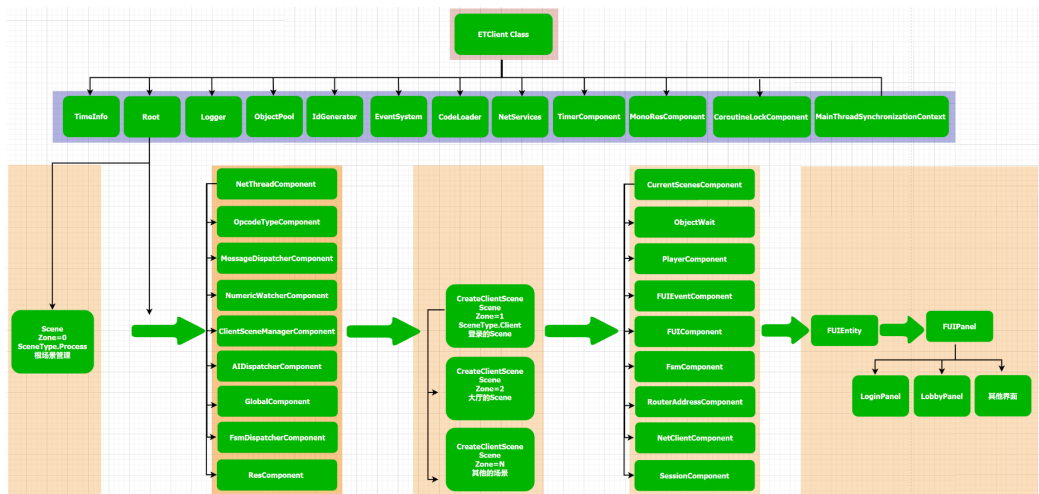 ETClient Class
TimeInfo
Root
Logger
ObjectPool
IdGenerater
EventSystem
CodeLoader
NetServices
TimerComponent
MonoResComponent
CoroutineLockComponent
MainThreadSynchronizationContext
Scene
Zone=0
SceneType.Process
根场景管理
NetThreadComponent
OpcodeTypeComponent
MessageDispatcherComponent
NumericWatcherComponent
ClientSceneManagerComponent
AIDispatcherComponent
GlobalComponent
FsmDispatcherComponent
ResComponent
CreateClientScene
Scene
Zone=1
SceneType.Client
登录的Scene
CreateClientScene
Scene
Zone=2
大厅的Scene
CreateClientScene
Scene
Zone=N
其他的场景
CurrentScenesComponent
ObjectWait
PlayerComponent
FUIEventComponent
FUIComponent
FsmComponent
RouterAddressComponent
NetClientComponent
SessionComponent
FUIEntity
FUIPanel
LoginPanel
LobbyPanel
其他界面